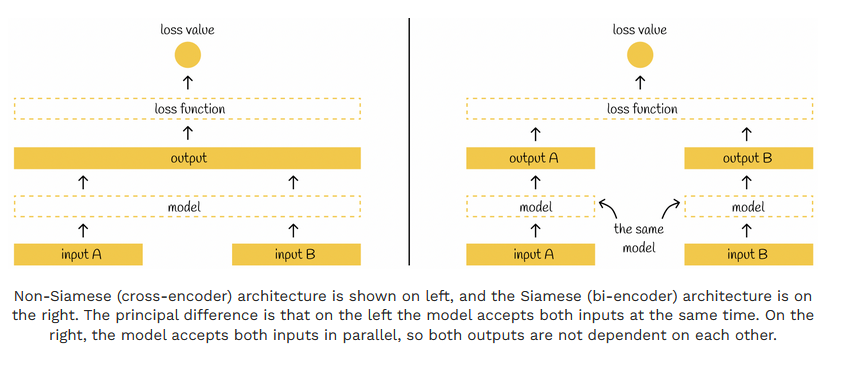 loss value
loss function
output
model
input A
input B
loss value
loss function
output A
output B
model
model
the same
model
input A
input B
Non-Siamese (cross-encoder) architecture is shown on left, and the Siamese (bi-encoder) architecture is on
the right. The principal difference is that on the left the model accepts both inputs at the same time. On the
right, the model accepts both inputs in parallel, so both outputs are not dependent on each other.